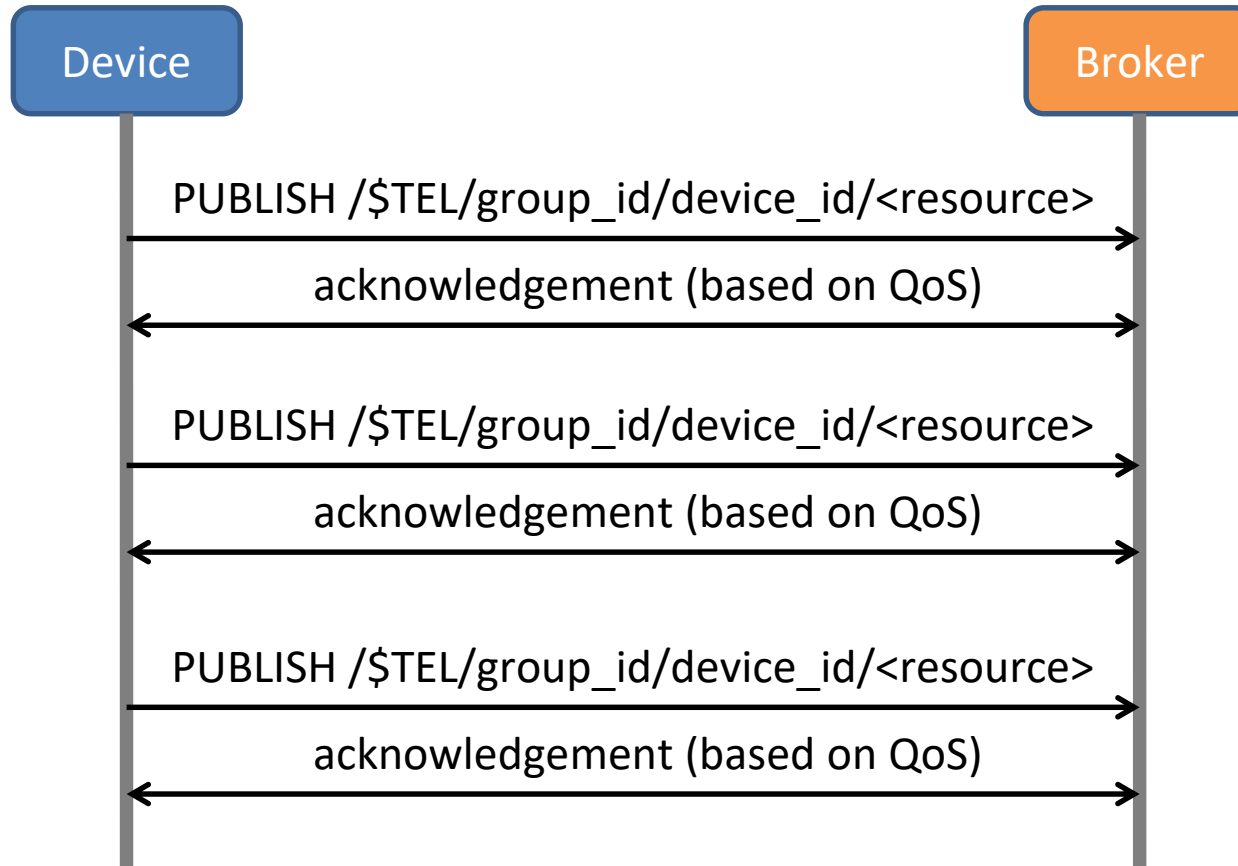 Device
Broker
PUBLISH /$TEL/group_id/device_id/<resource>
acknowledgement (based on QoS)
PUBLISH /$TEL/group_id/device_id/<resource>
acknowledgement (based on QoS)
PUBLISH /$TEL/group_id/device_id/<resource>
acknowledgement (based on QoS)